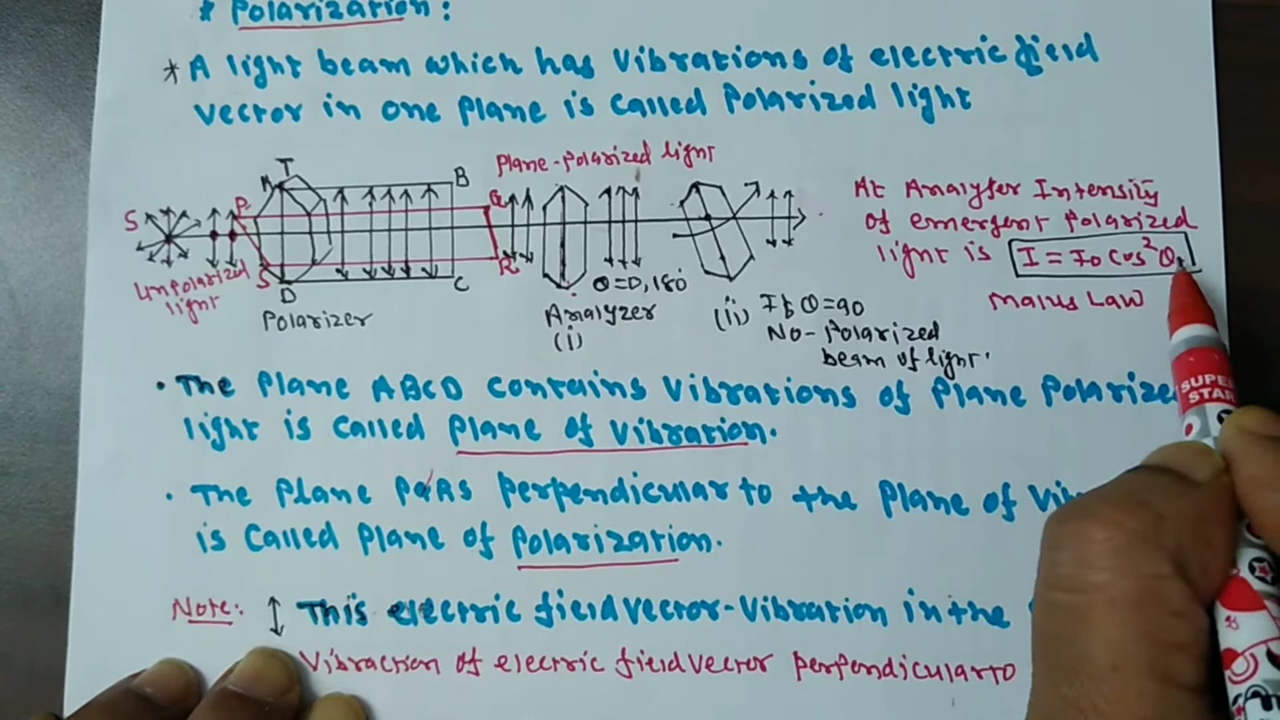 * Polarization:
* A light beam which has vibrations of electric field
vector in one plane is called Polarized light
T
A
B
P
Q
S
S
R
D
C
Plane-Polarized light
Unpolarized
light
Polarizer
θ=0,180
Analyzer
(i)
(ii) If θ=90
No-Polarized
beam of light.
At Analyser Intensity
of emergent Polarized
light is I = I0 Cos²θ
Malus Law
• The Plane ABCD contains vibrations of Plane Polarize
light is called Plane of vibration.
• The Plane PQRS Perpendicular to the Plane of
is called Plane of Polarization.
Note: ↕ This electric field vector-vibration in the
Vibration of electric field vector perpendicular to
SUPER
STAR